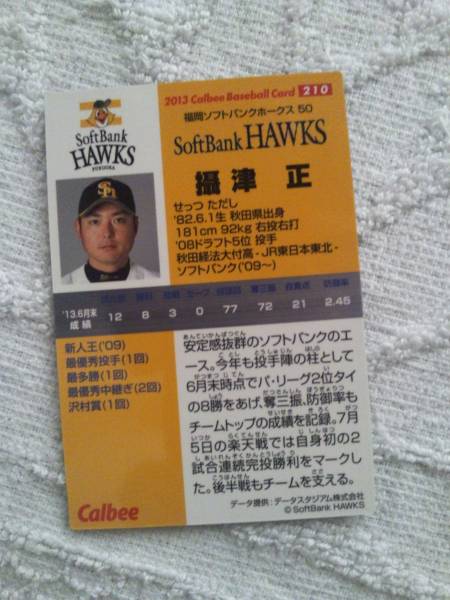 2013 Calbee Baseball Card 210
福岡ソフトバンクホークス 50
SoftBank HAWKS
SoftBank
HAWKS
FUKUOKA
攝津 正
せっつ ただし
'82.6.1生 秋田県出身
181cm 92kg 右投右打
'08ドラフト5位 投手
秋田経法大付高 - JR東日本東北 -
ソフトバンク('09〜)
防御率
'13.6月末
成績
12 8 3 0 77 72 21 2.45
新人王('09)
最優秀投手(1回)
最多勝(1回)
最優秀中継ぎ(2回)
沢村賞(1回)
安定感抜群のソフトバンクのエ
ース。今年も投手陣の柱として
6月末時点でパ・リーグ2位タイ
の8勝をあげ、奪三振、防御率も
チームトップの成績を記録。7月
5日の楽天戦では自身初の2
試合連続完投勝利をマークし
た。後半戦もチームを支える。
データ提供：データスタジアム株式会社
© SoftBank HAWKS
Calbee